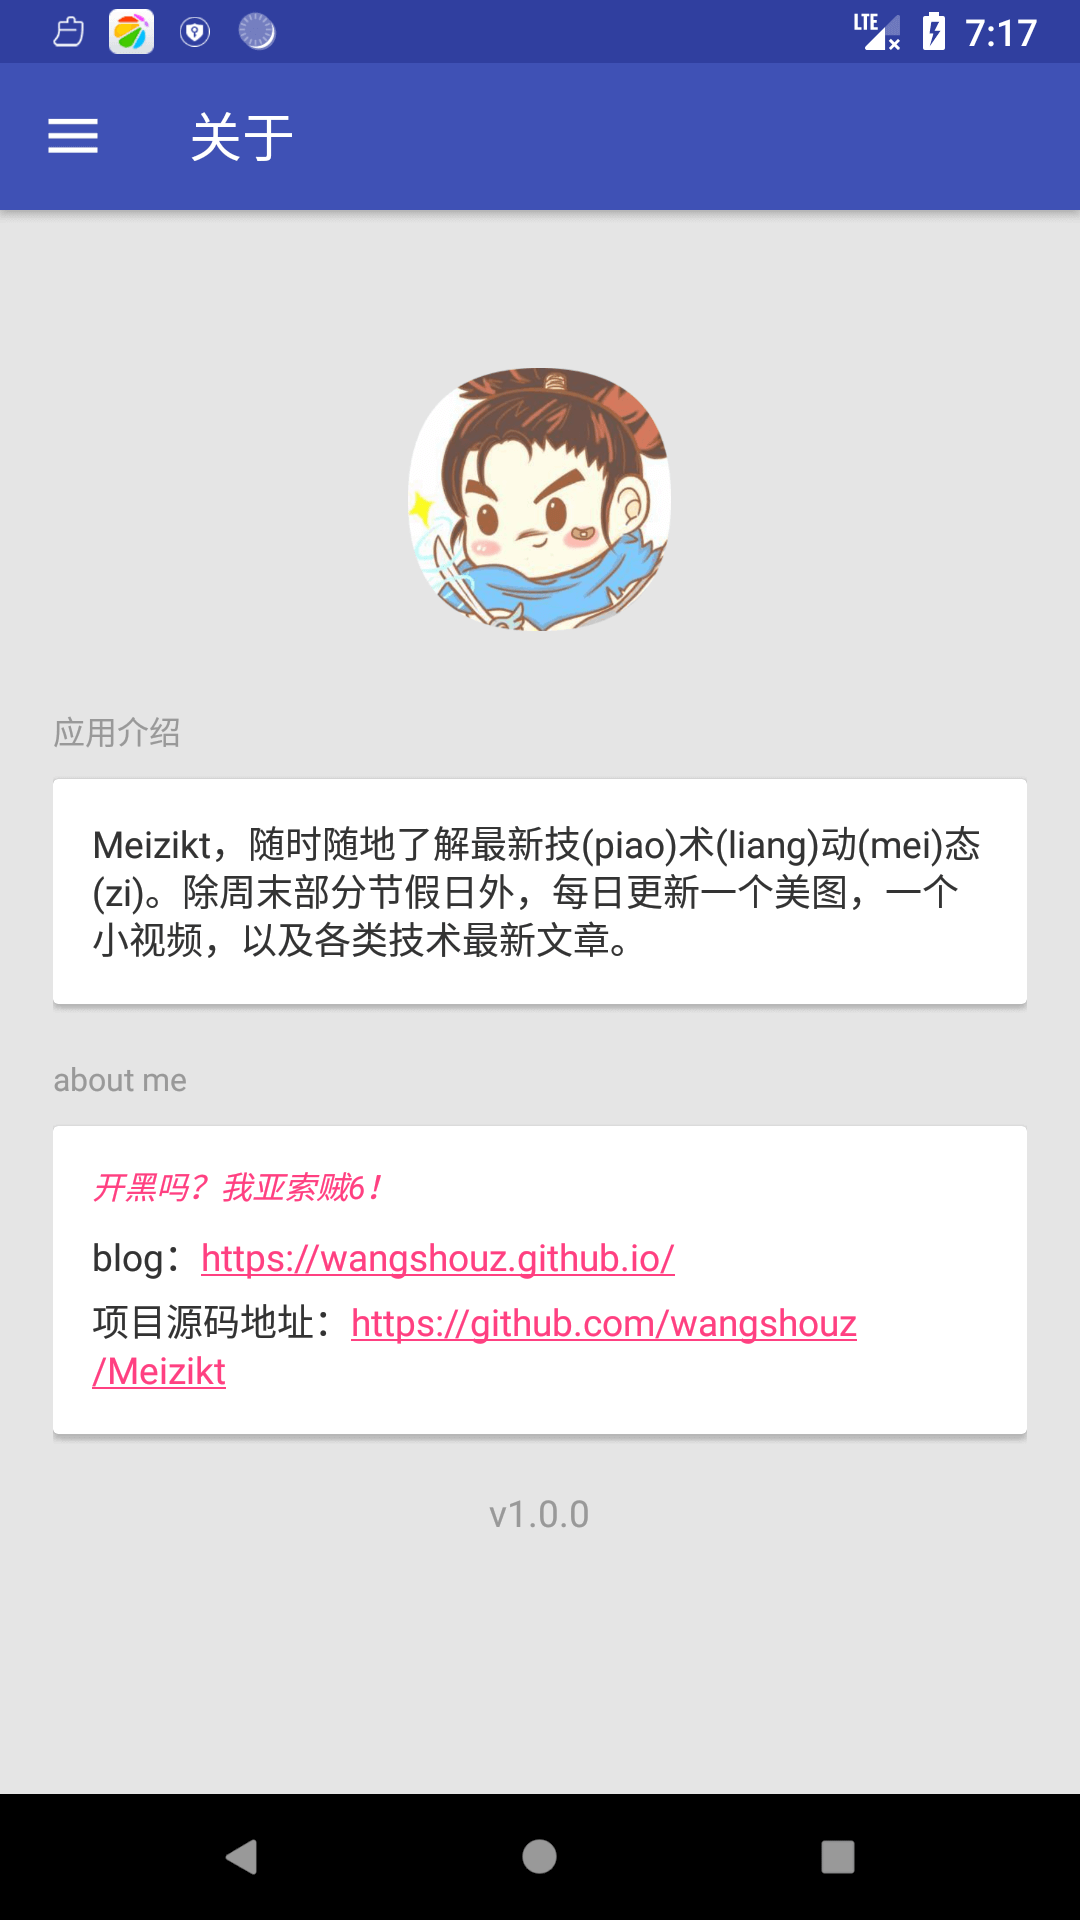 LTE 7:17
关于
应用介绍
Meizikt，随时随地了解最新技(piao)术(liang)动(mei)态
(zi)。除周末部分节假日外，每日更新一个美图，一个
小视频，以及各类技术最新文章。
about me
开黑吗？我亚索贼6！
blog：https://wangshouz.github.io/
项目源码地址：https://github.com/wangshouz
/Meizikt
v1.0.0